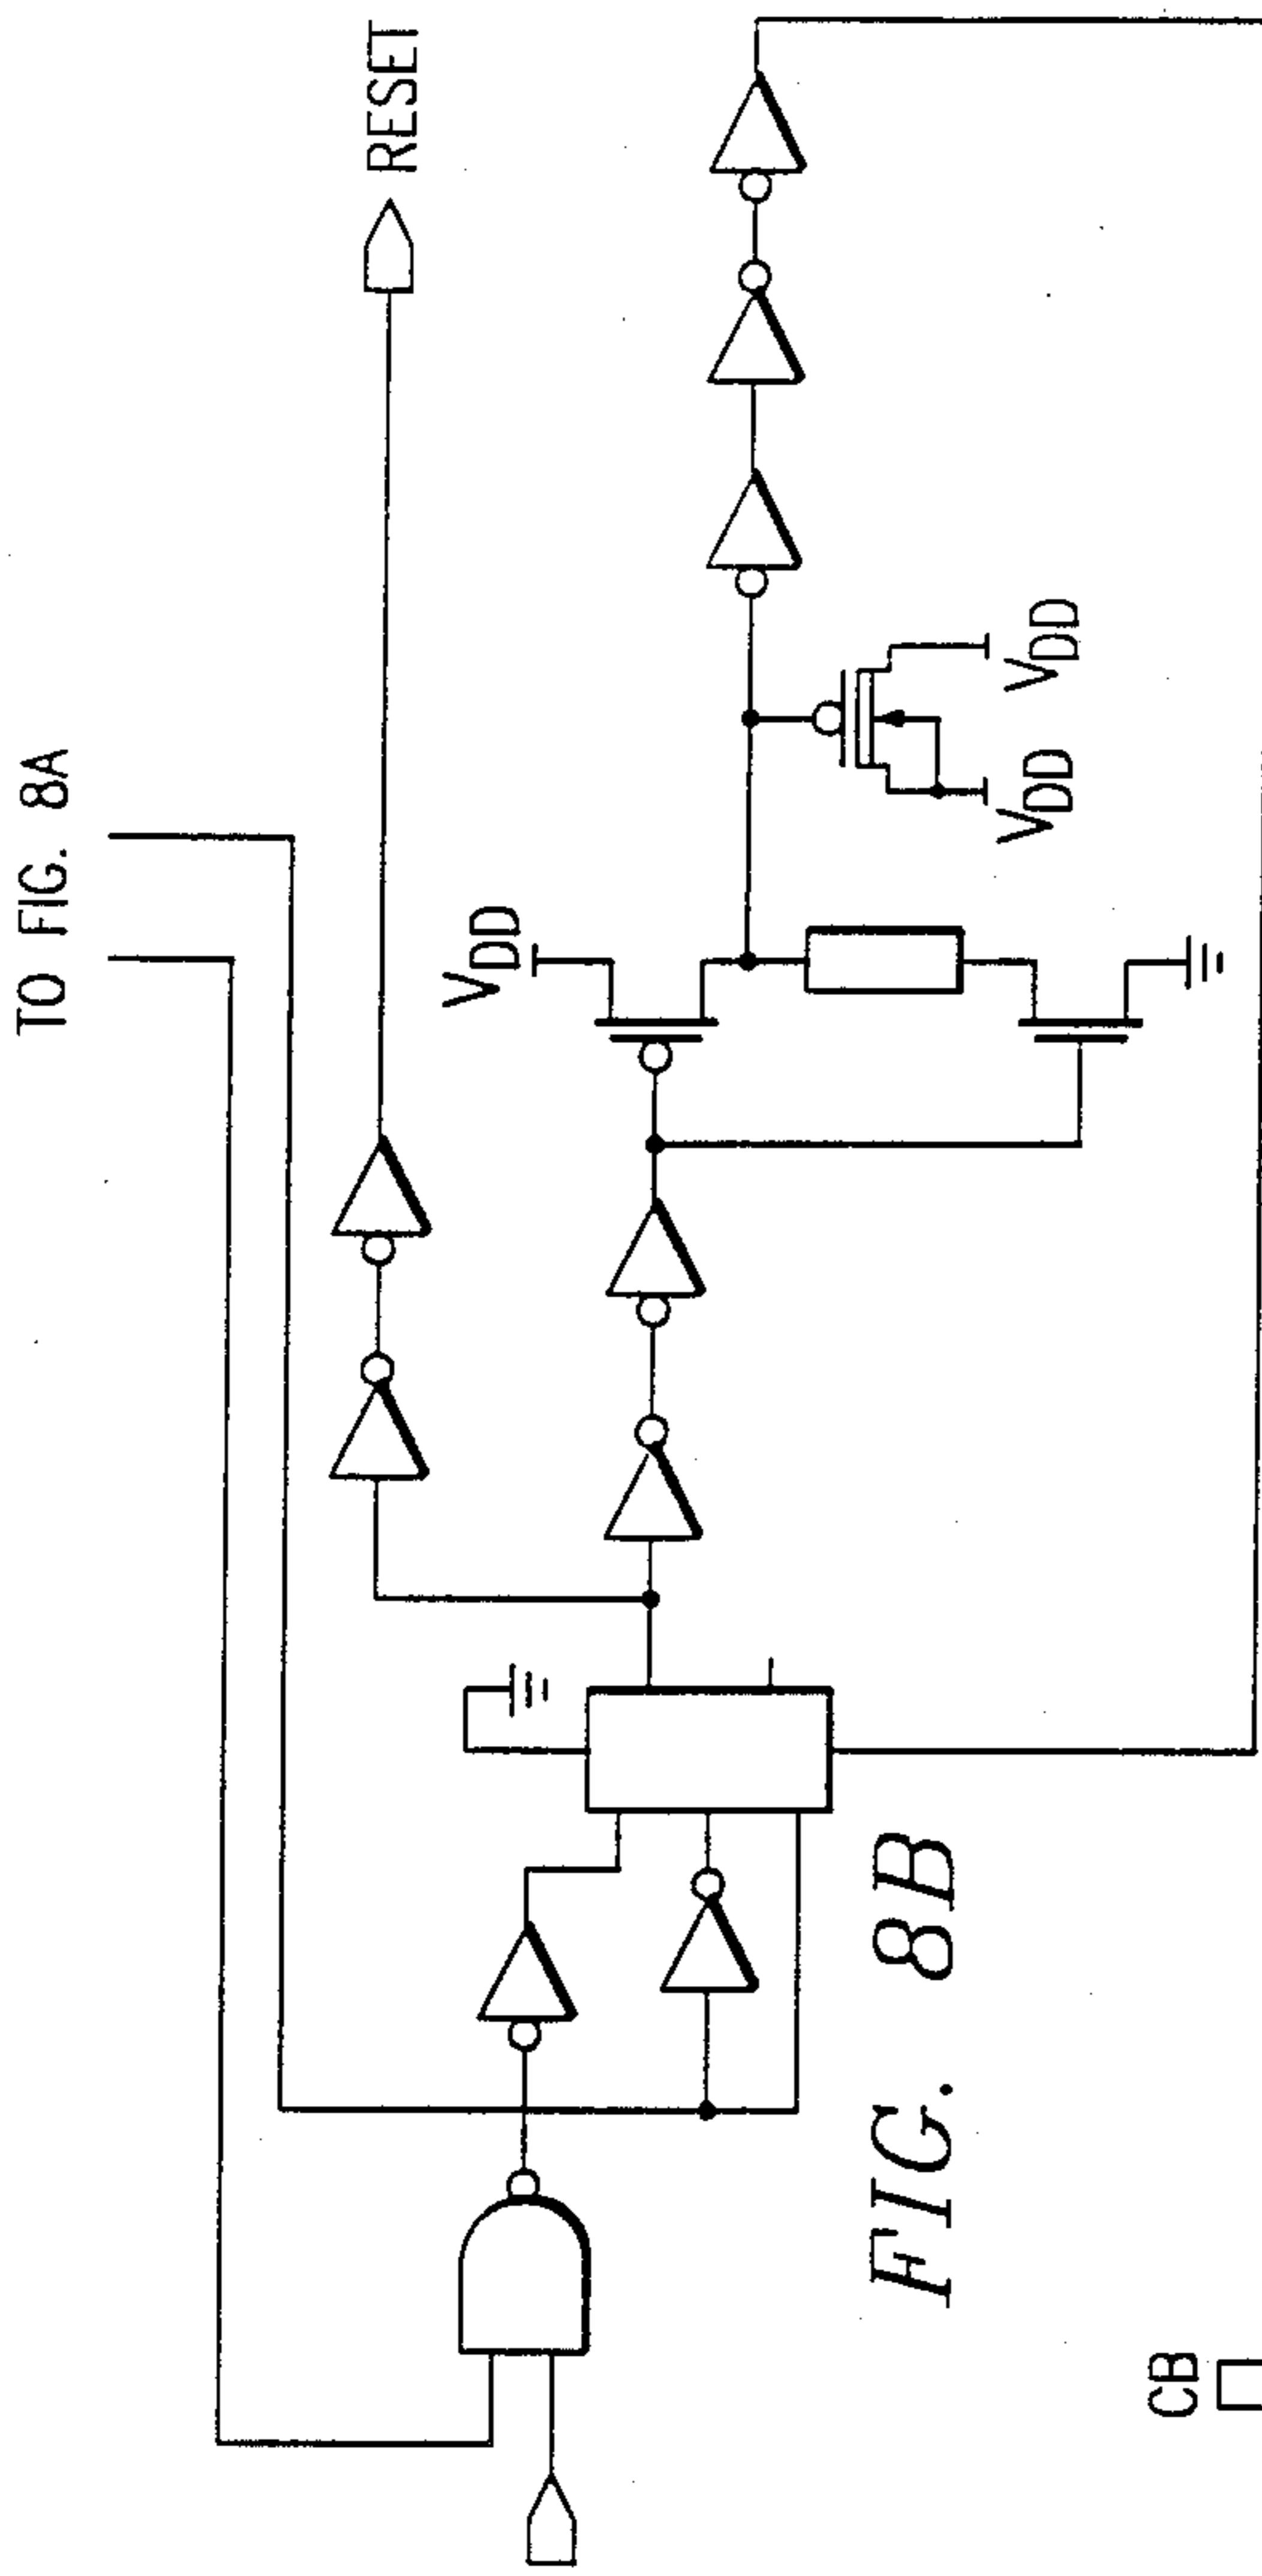 TO FIG. 8A
RESET
VDD
VDD
VDD
FIG. 8B
CB